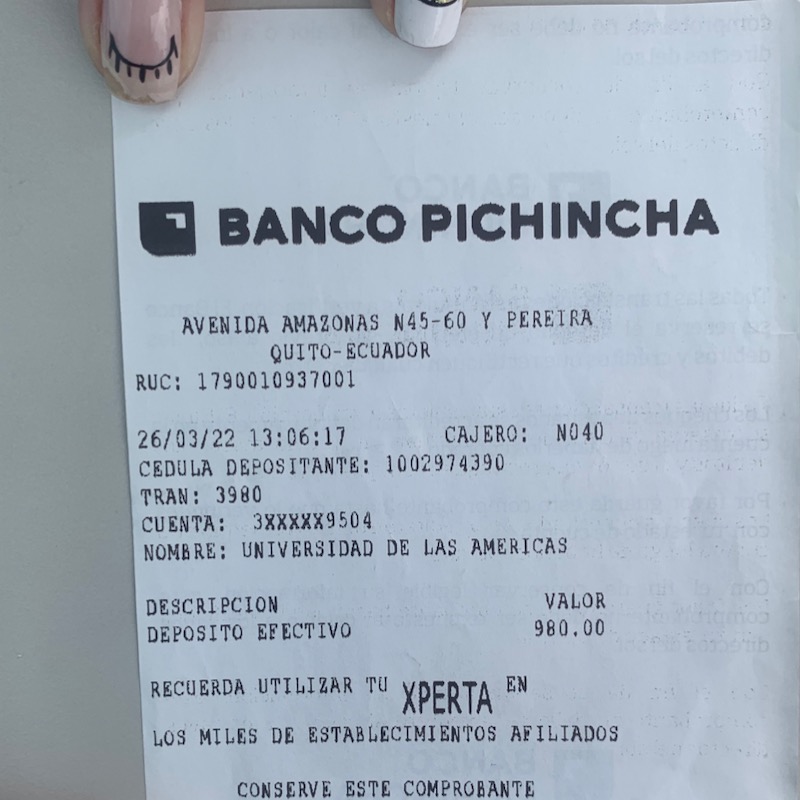 BANCO PICHINCHA
AVENIDA AMAZONAS N45-60 Y PEREIRA
QUITO-ECUADOR
RUC: 1790010937001
26/03/22 13:06:17 CAJERO: N040
CEDULA DEPOSITANTE: 1002974390
TRAN: 3980
CUENTA: 3XXXXX9504
NOMBRE: UNIVERSIDAD DE LAS AMERICAS
DESCRIPCION VALOR
DEPOSITO EFECTIVO 980.00
RECUERDA UTILIZAR TU XPERTA EN
LOS MILES DE ESTABLECIMIENTOS AFILIADOS
CONSERVE ESTE COMPROBANTE